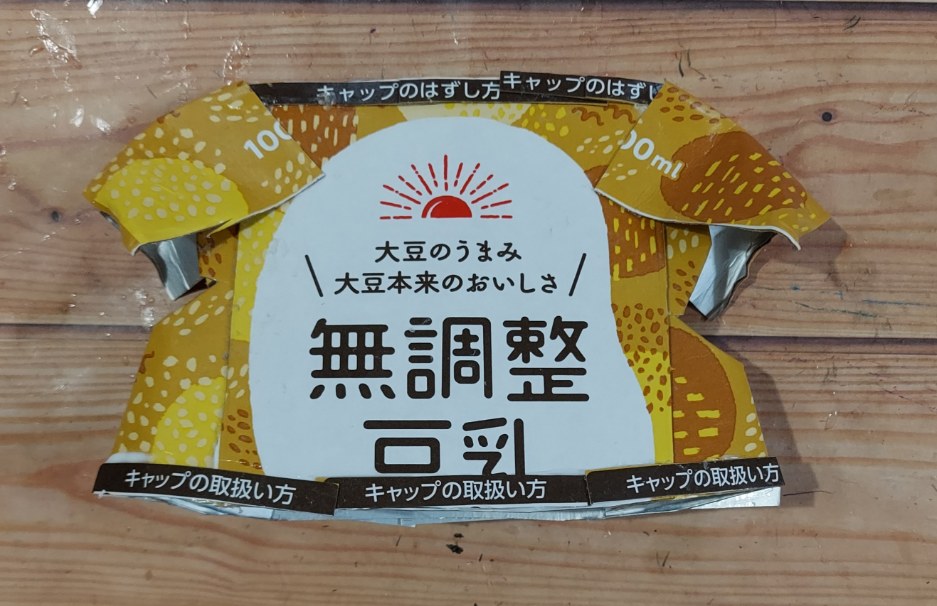 キャップのはずし方
キャップのはずし
100
00ml
大豆のうまみ
大豆本来のおいしさ
無調整
豆乳
キャップの取扱い方
キャップの取扱い方
キャップの取扱い方